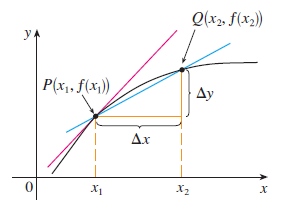 Q(x₂, f(x₂))
y
P(x₁, f(x₁))
Δy
Δx
0 x₁ x₂ x